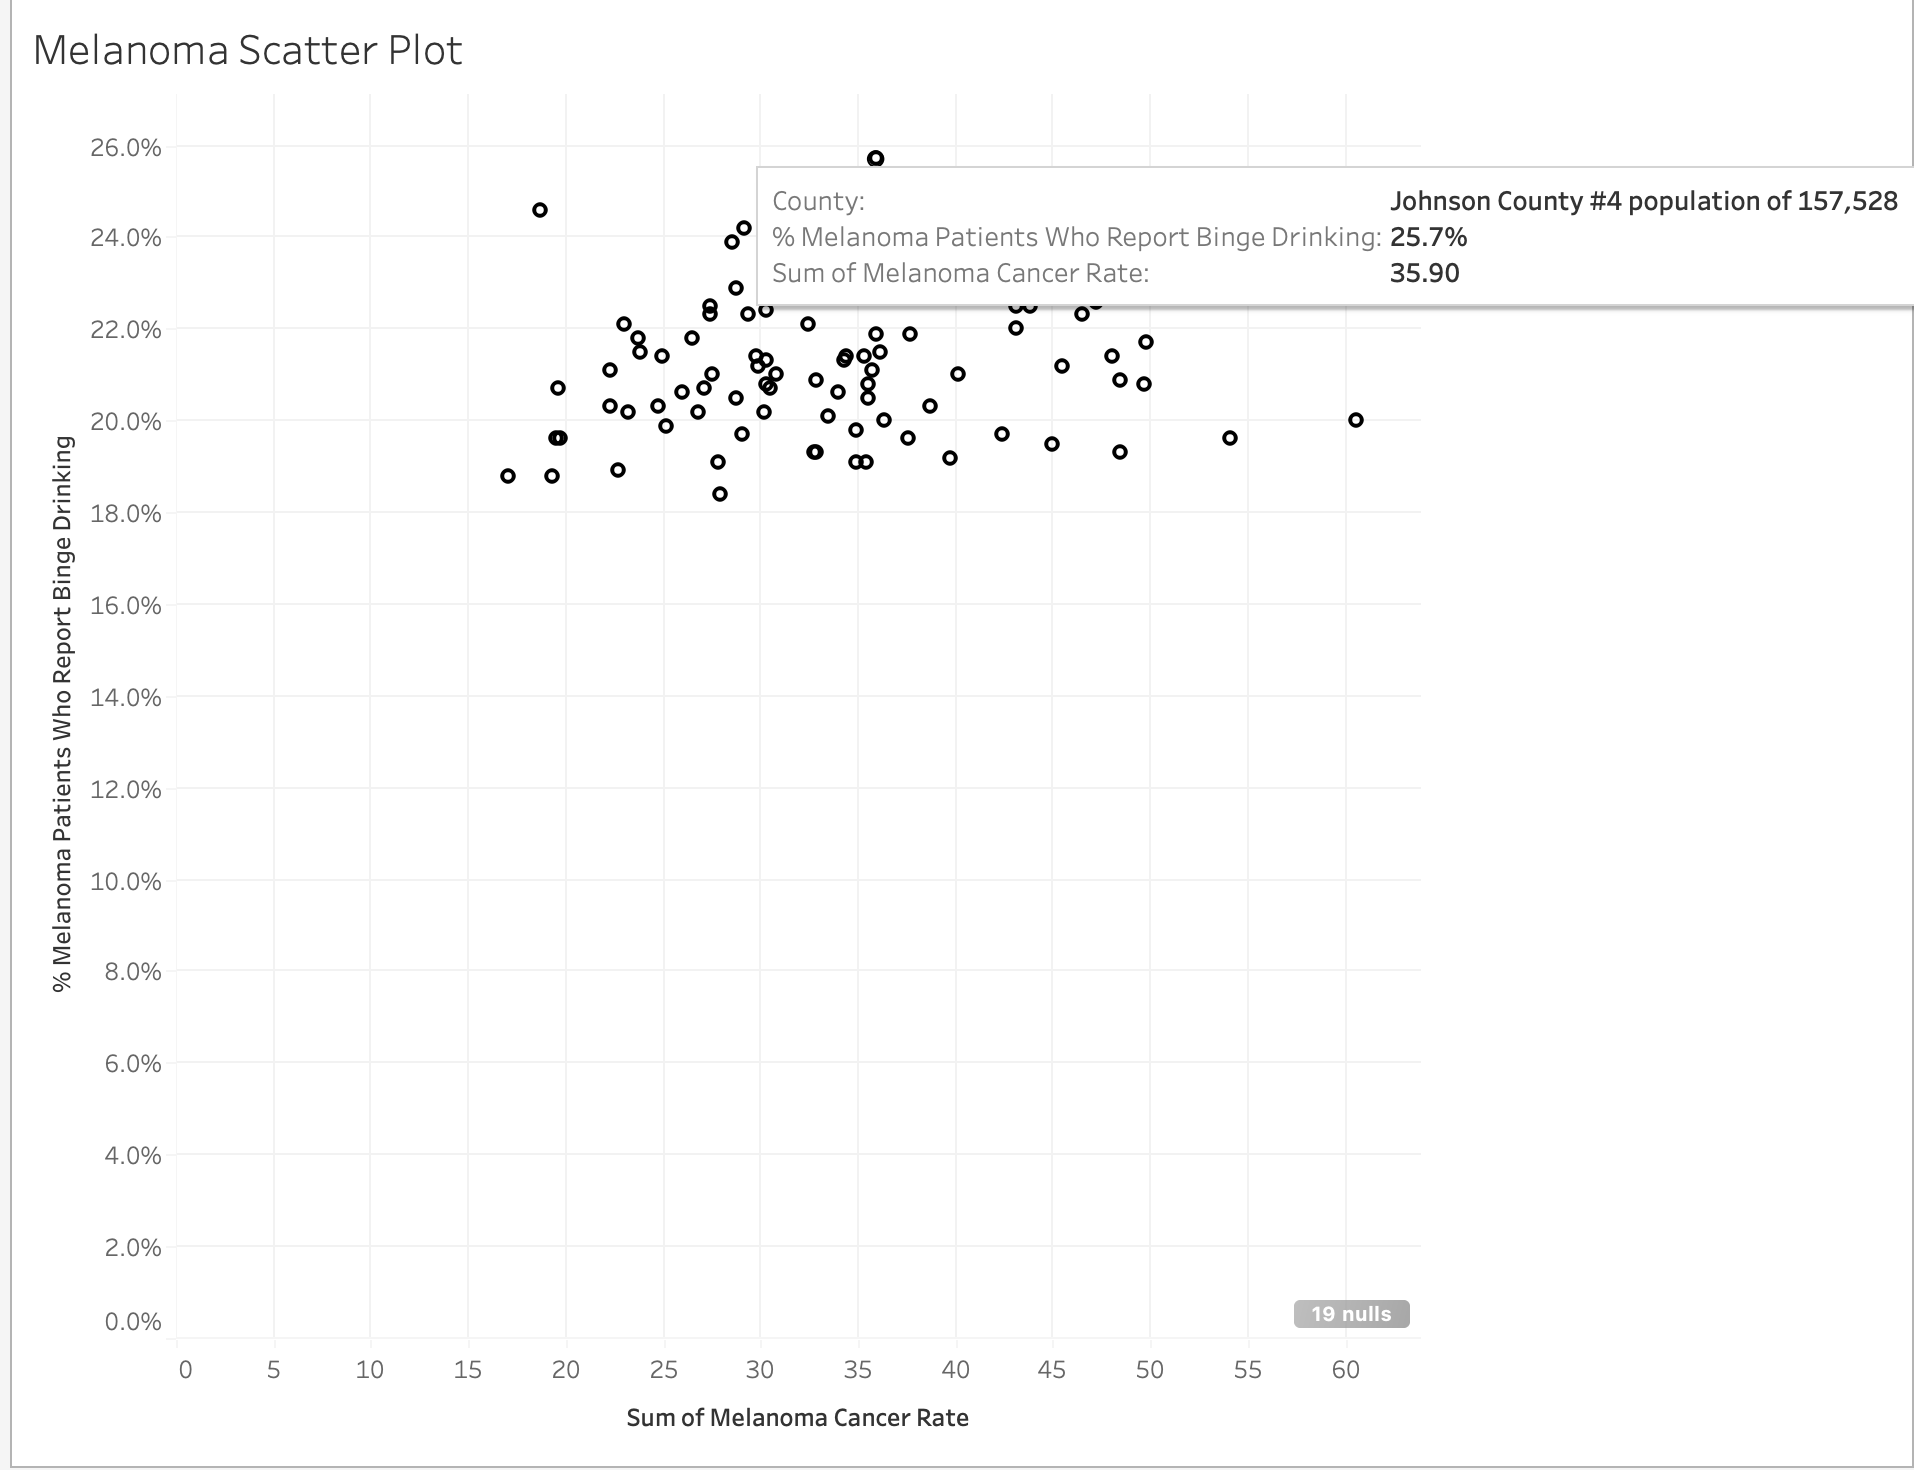 Melanoma Scatter Plot
26.0%
County: Johnson County #4 population of 157,528
24.0%
% Melanoma Patients Who Report Binge Drinking: 25.7%
Sum of Melanoma Cancer Rate: 35.90
22.0%
20.0%
18.0%
16.0%
14.0%
12.0%
10.0%
8.0%
6.0%
4.0%
2.0%
0.0%
% Melanoma Patients Who Report Binge Drinking
19 nulls
0 5 10 15 20 25 30 35 40 45 50 55 60
Sum of Melanoma Cancer Rate